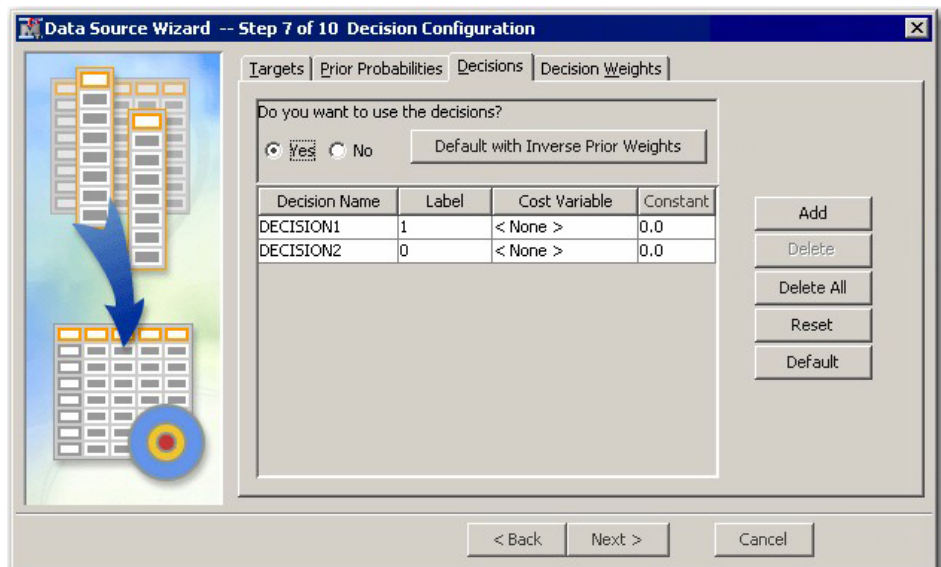 Data Source Wizard -- Step 7 of 10 Decision Configuration
Targets Prior Probabilities Decisions Decision Weights
Do you want to use the decisions?
Yes No Default with Inverse Prior Weights
Decision Name Label Cost Variable Constant
DECISION1 1 < None > 0.0
DECISION2 0 < None > 0.0
Add
Delete
Delete All
Reset
Default
< Back Next > Cancel